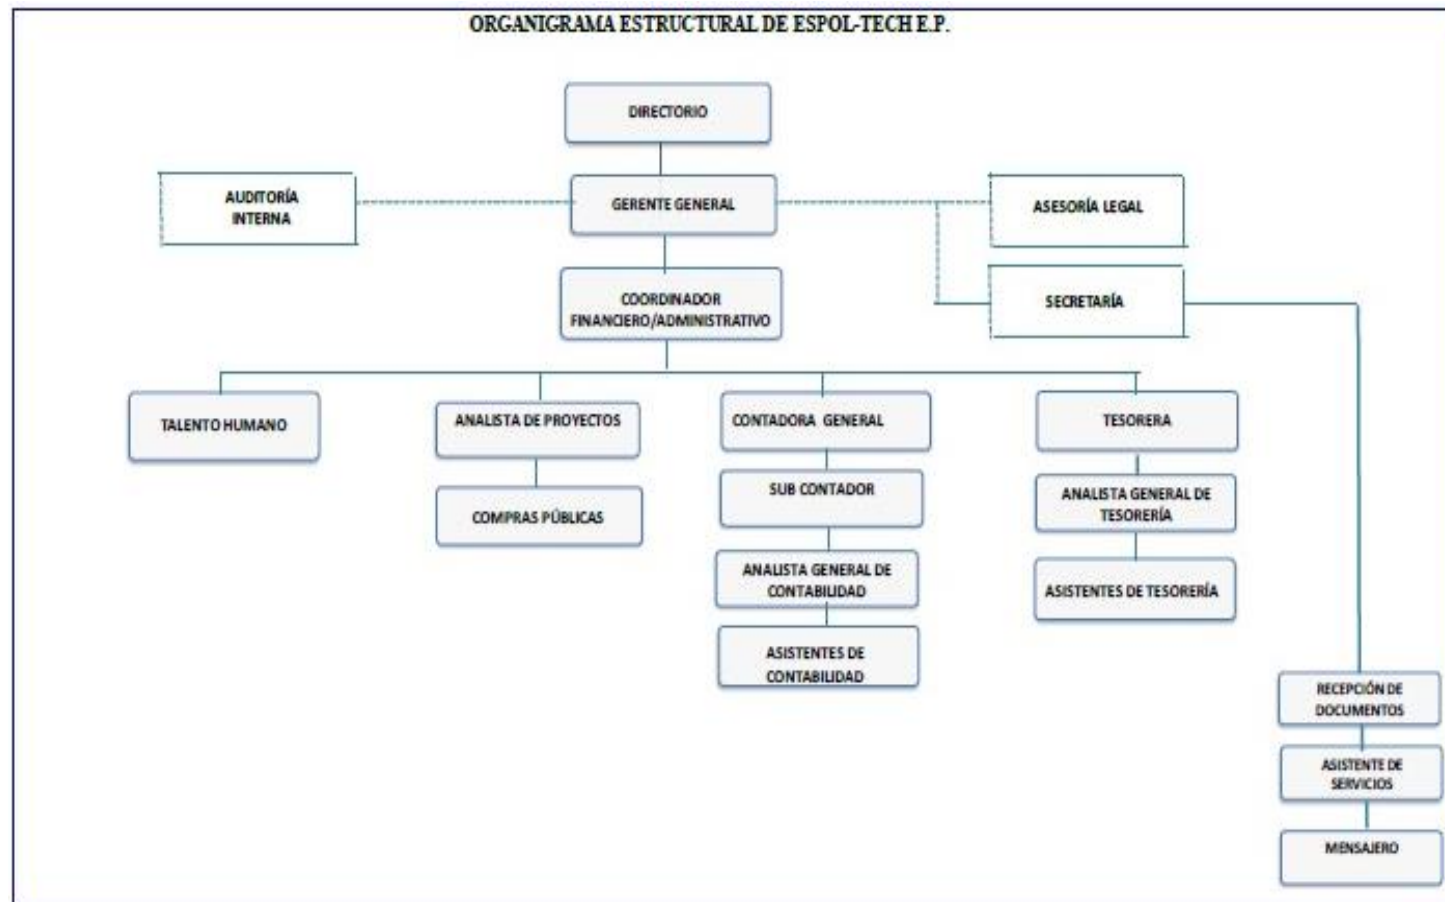 ORGANIGRAMA ESTRUCTURAL DE ESPOL-TECH E.P.
DIRECTORIO
AUDITORÍA
INTERNA
GERENTE GENERAL
ASESORÍA LEGAL
COORDINADOR
FINANCIERO/ADMINISTRATIVO
SECRETARÍA
TALENTO HUMANO
ANALISTA DE PROYECTOS
CONTADORA GENERAL
TESORERA
COMPRAS PÚBLICAS
SUB CONTADOR
ANALISTA GENERAL DE
TESORERÍA
ANALISTA GENERAL DE
CONTABILIDAD
ASISTENTES DE TESORERÍA
ASISTENTES DE
CONTABILIDAD
RECEPCIÓN DE
DOCUMENTOS
ASISTENTE DE
SERVICIOS
MENSAJERO